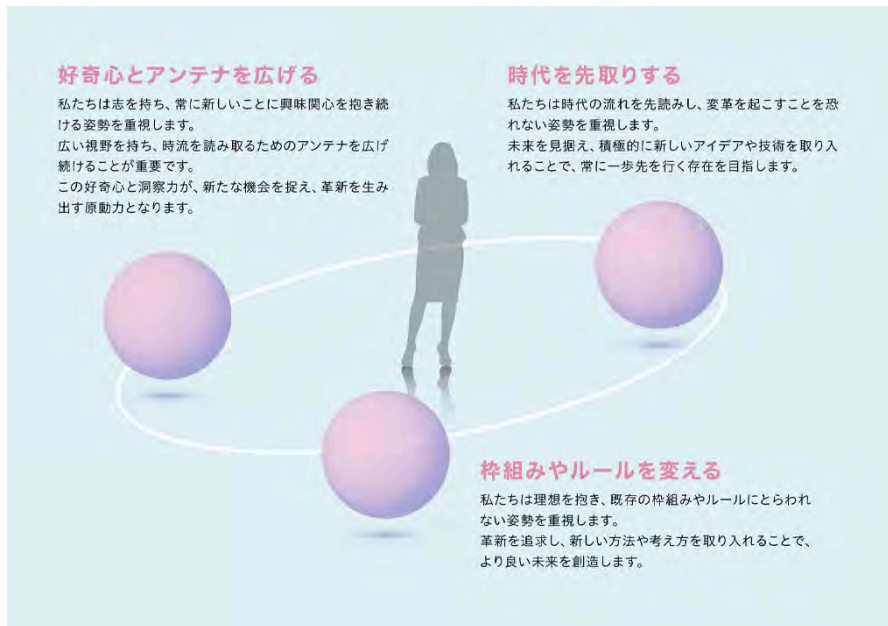 好奇心とアンテナを広げる
私たちは志を持ち、常に新しいことに興味関心を抱き続
ける姿勢を重視します。
広い視野を持ち、時流を読み取るためのアンテナを広げ
続けることが重要です。
この好奇心と洞察力が、新たな機会を捉え、革新を生み
出す原動力となります。
時代を先取りする
私たちは時代の流れを先読みし、変革を起こすことを恐
れない姿勢を重視します。
未来を見据え、積極的に新しいアイデアや技術を取り入
れることで、常に一歩先を行く存在を目指します。
枠組みやルールを変える
私たちは理想を抱き、既存の枠組みやルールにとらわれ
ない姿勢を重視します。
革新を追求し、新しい方法や考え方を取り入れることで、
より良い未来を創造します。